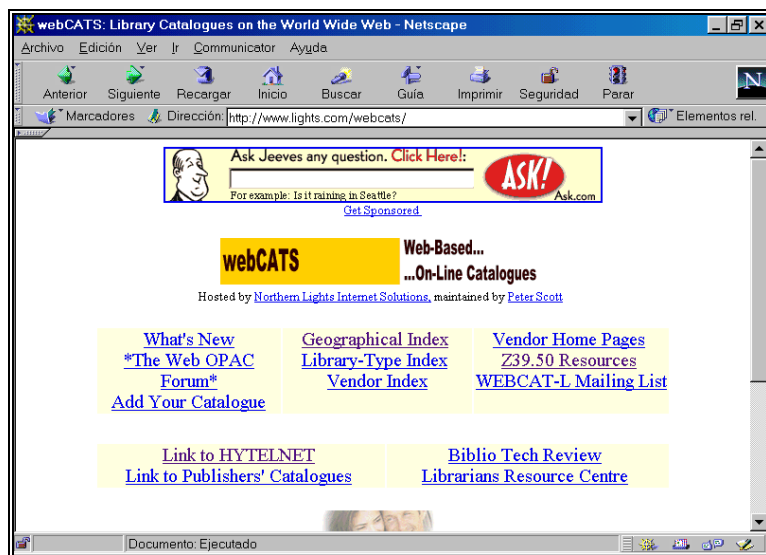 webCATS: Library Catalogues on the World Wide Web - Netscape
Archivo Edición Ver Ir Communicator Ayuda
Anterior Siguiente Recargar Inicio Buscar Guía Imprimir Seguridad Parar
N
Marcadores Dirección: http://www.lights.com/webcats/ Elementos rel.
Ask Jeeves any question. Click Here!:
ASK!
For example: Is it raining in Seattle? Ask.com
Get Sponsored
webCATS
Web-Based...
...On-Line Catalogues
Hosted by Northern Lights Internet Solutions, maintained by Peter Scott
What's New Geographical Index Vendor Home Pages
*The Web OPAC Library-Type Index Z39.50 Resources
Forum* Vendor Index WEBCAT-L Mailing List
Add Your Catalogue
Link to HYTELNET Biblio Tech Review
Link to Publishers' Catalogues Librarians Resource Centre
Documento: Ejecutado